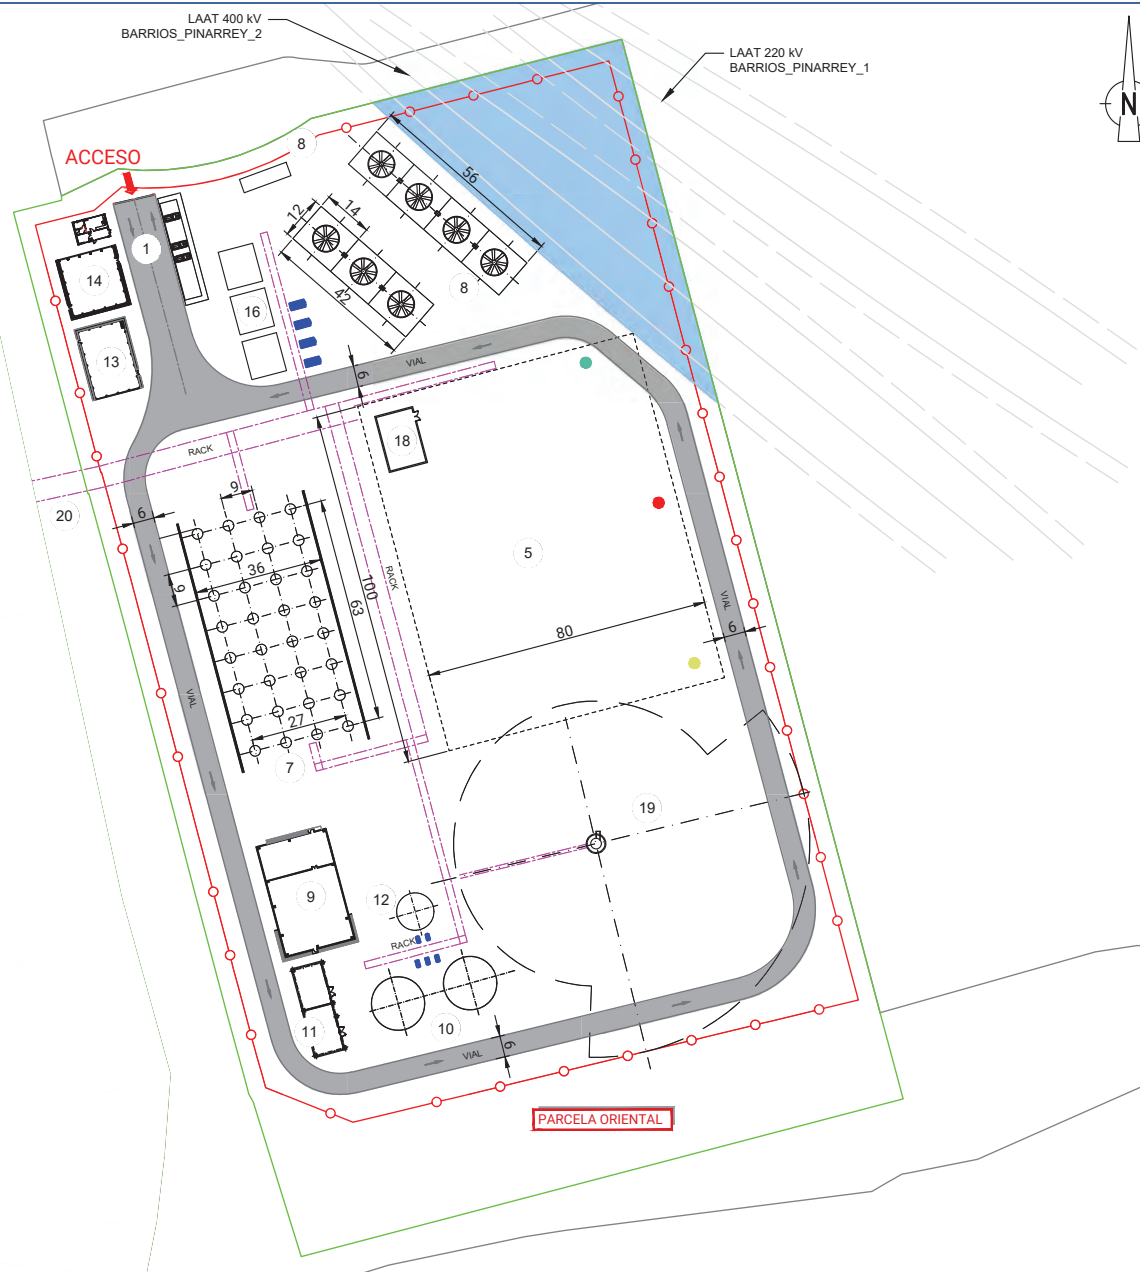 LAAT 400 kV
BARRIOS_PINARREY_2
LAAT 220 kV
BARRIOS_PINARREY_1
N
ACCESO
8
56
12
14
1
14
8
42
16
13
VIAL
6
18
RACK
9
20
6
5
36
RACK
100
9
63
VIAL
6
80
VIAL
27
7
19
9
12
RACK
10
11
6
VIAL
PARCELA ORIENTAL